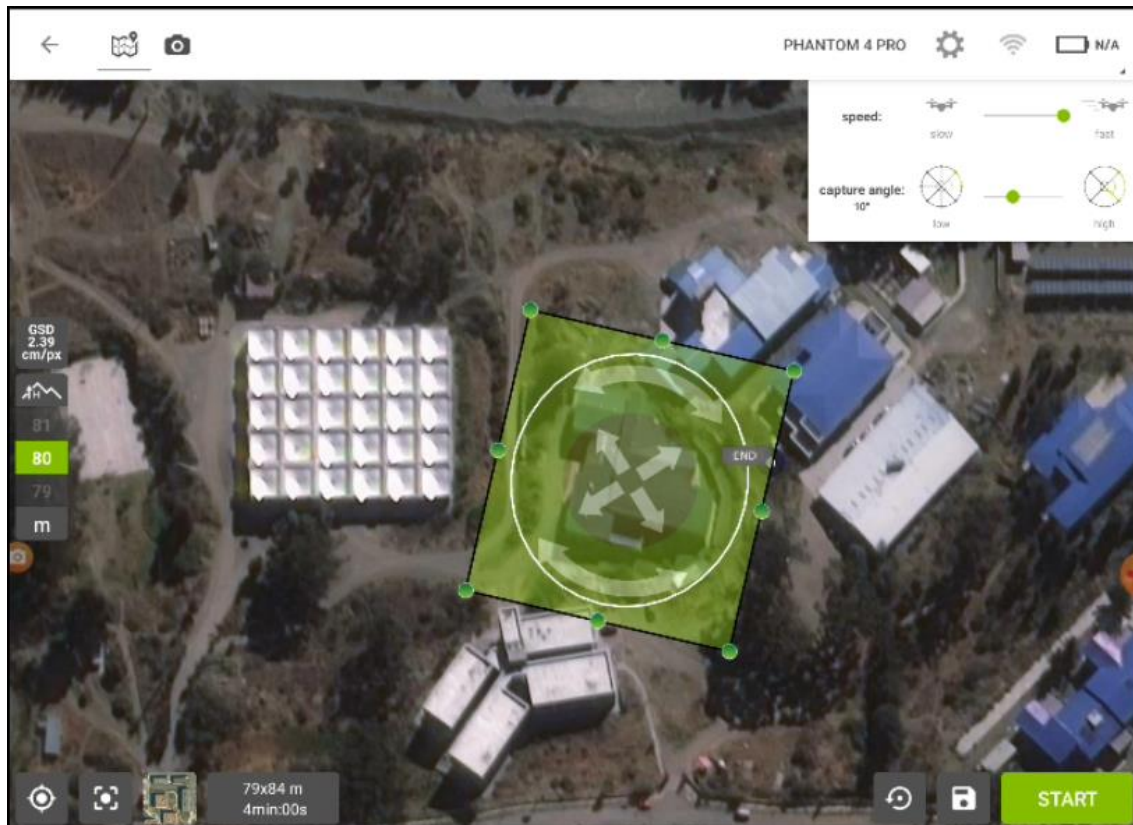 PHANTOM 4 PRO
N/A
speed:
slow
fast
capture angle:
10°
low
high
GSD
2.39
cm/px
H
81
80
79
m
END
79x84 m
4min:00s
START